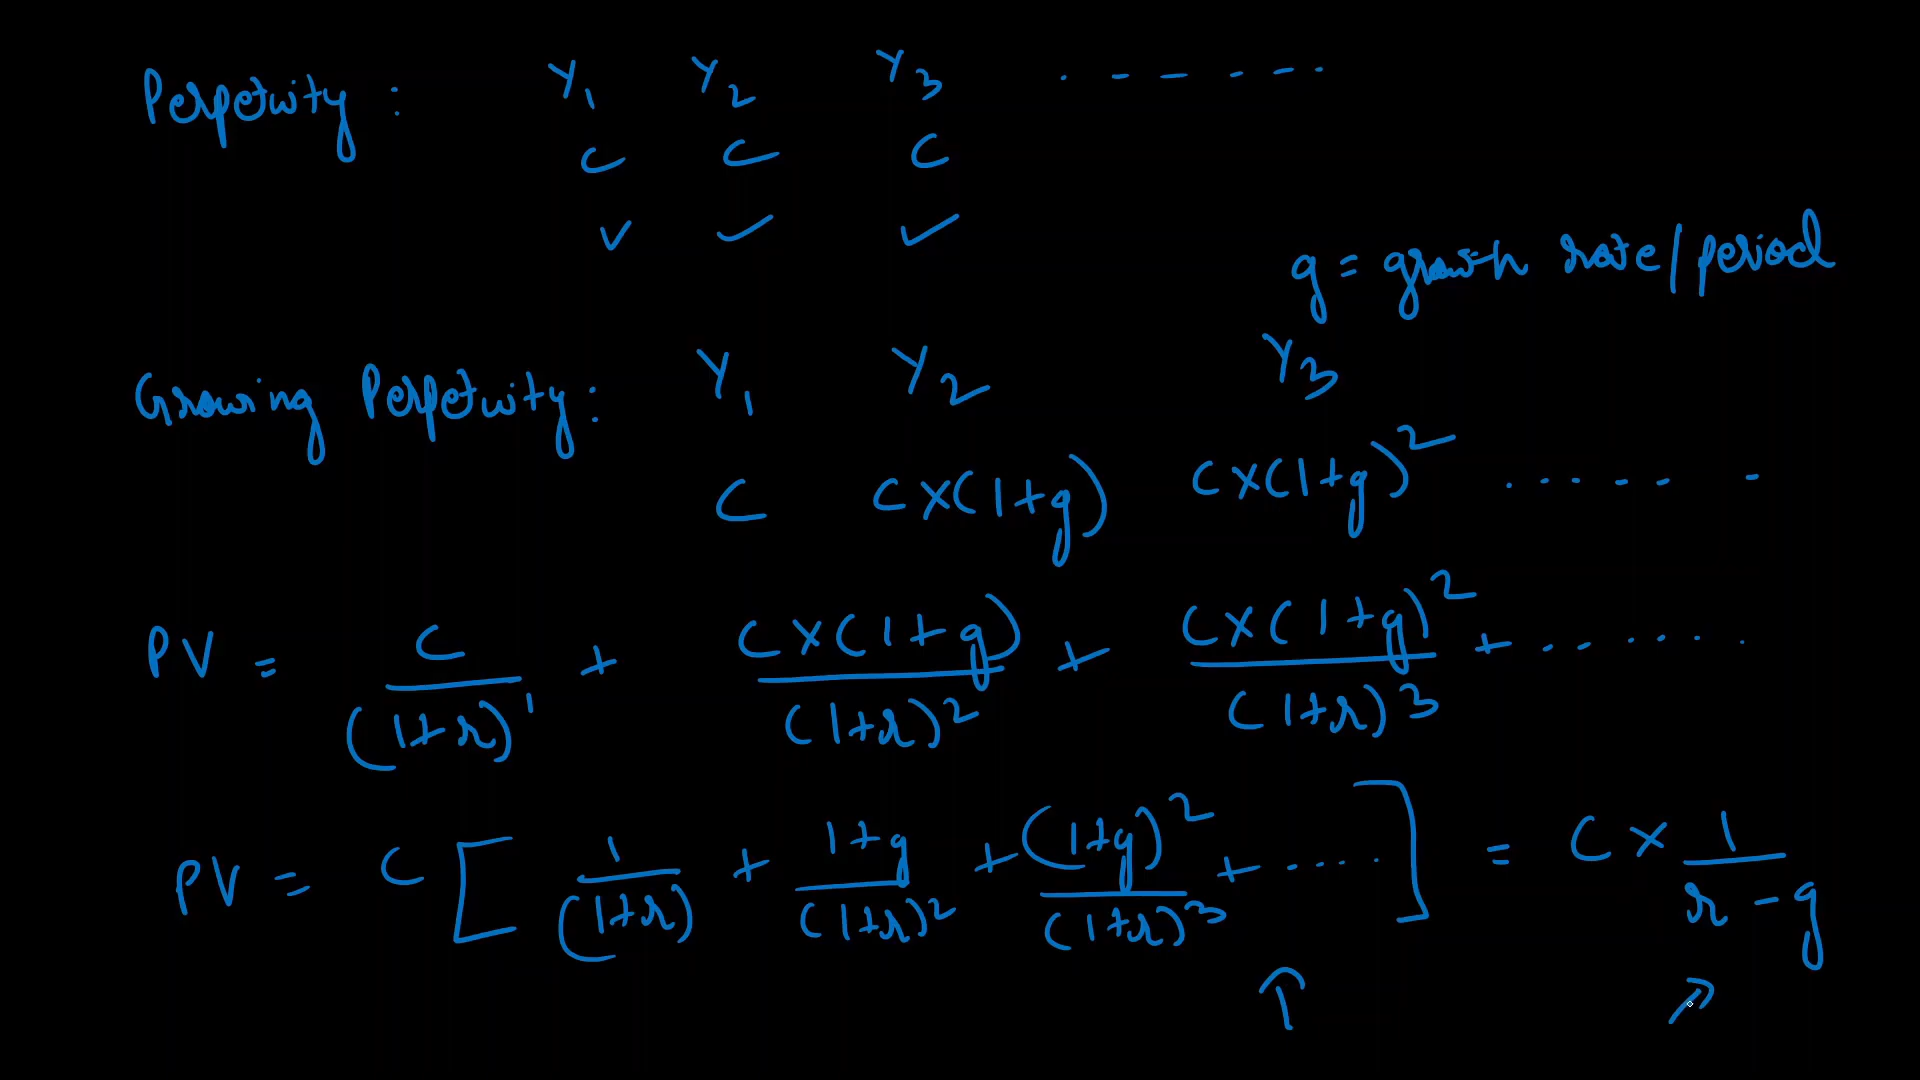 Perpetuity : Y₁ Y₂ Y₃ .......
C C C
✓ ✓ ✓
g = growth rate/period
Growing Perpetuity: Y₁ Y₂ Y₃
C C×(1+g) C×(1+g)² .......
PV = C/(1+r)¹ + C×(1+g)/(1+r)² + C×(1+g)²/(1+r)³ + .......
PV = C [ 1/(1+r) + 1+g/(1+r)² + (1+g)²/(1+r)³ + ..... ] = C × 1/r-g